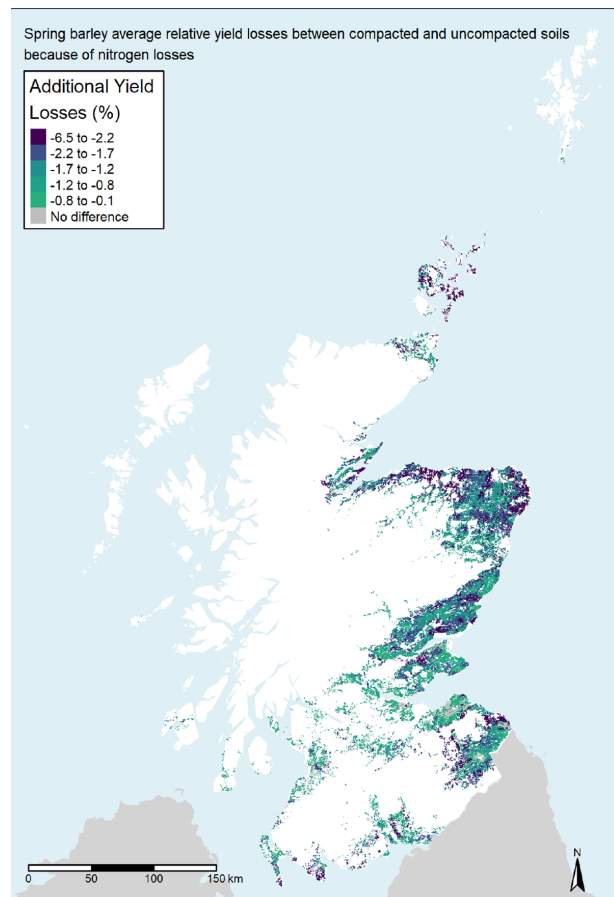 Spring barley average relative yield losses between compacted and uncompacted soils
because of nitrogen losses
Additional Yield
Losses (%)
-6.5 to -2.2
-2.2 to -1.7
-1.7 to -1.2
-1.2 to -0.8
-0.8 to -0.1
No difference
N
0 50 100 150 km